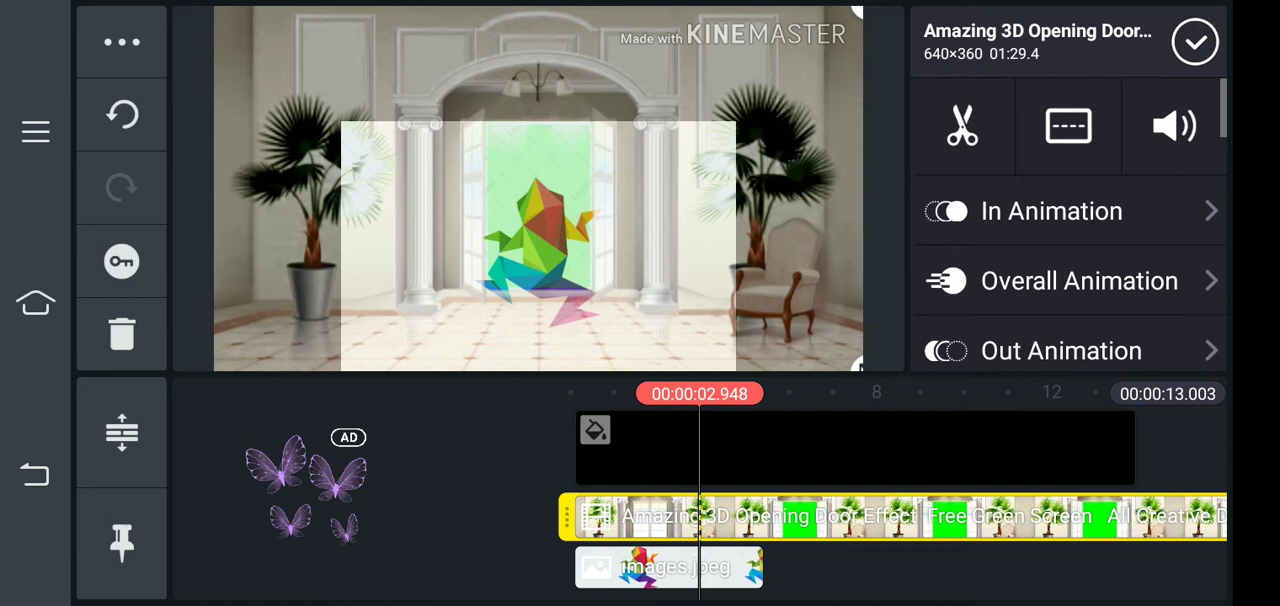 Made with KINEMASTER
Amazing 3D Opening Door...
640×360 01:29.4
In Animation
Overall Animation
Out Animation
00:00:02.948
8
12
00:00:13.003
AD
Amazing 3D Opening Door Effect Free Green Screen All Creative D
images.jpeg